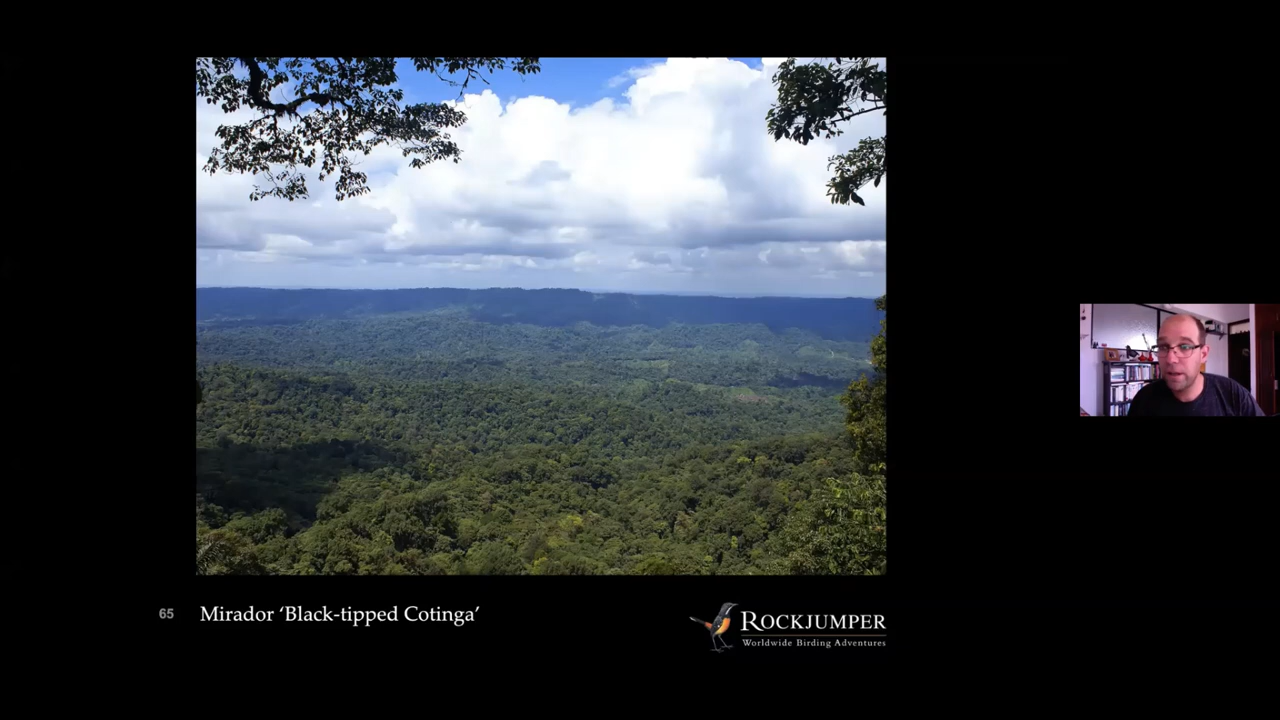 65 Mirador ‘Black-tipped Cotinga’
ROCKJUMPER
Worldwide Birding Adventures